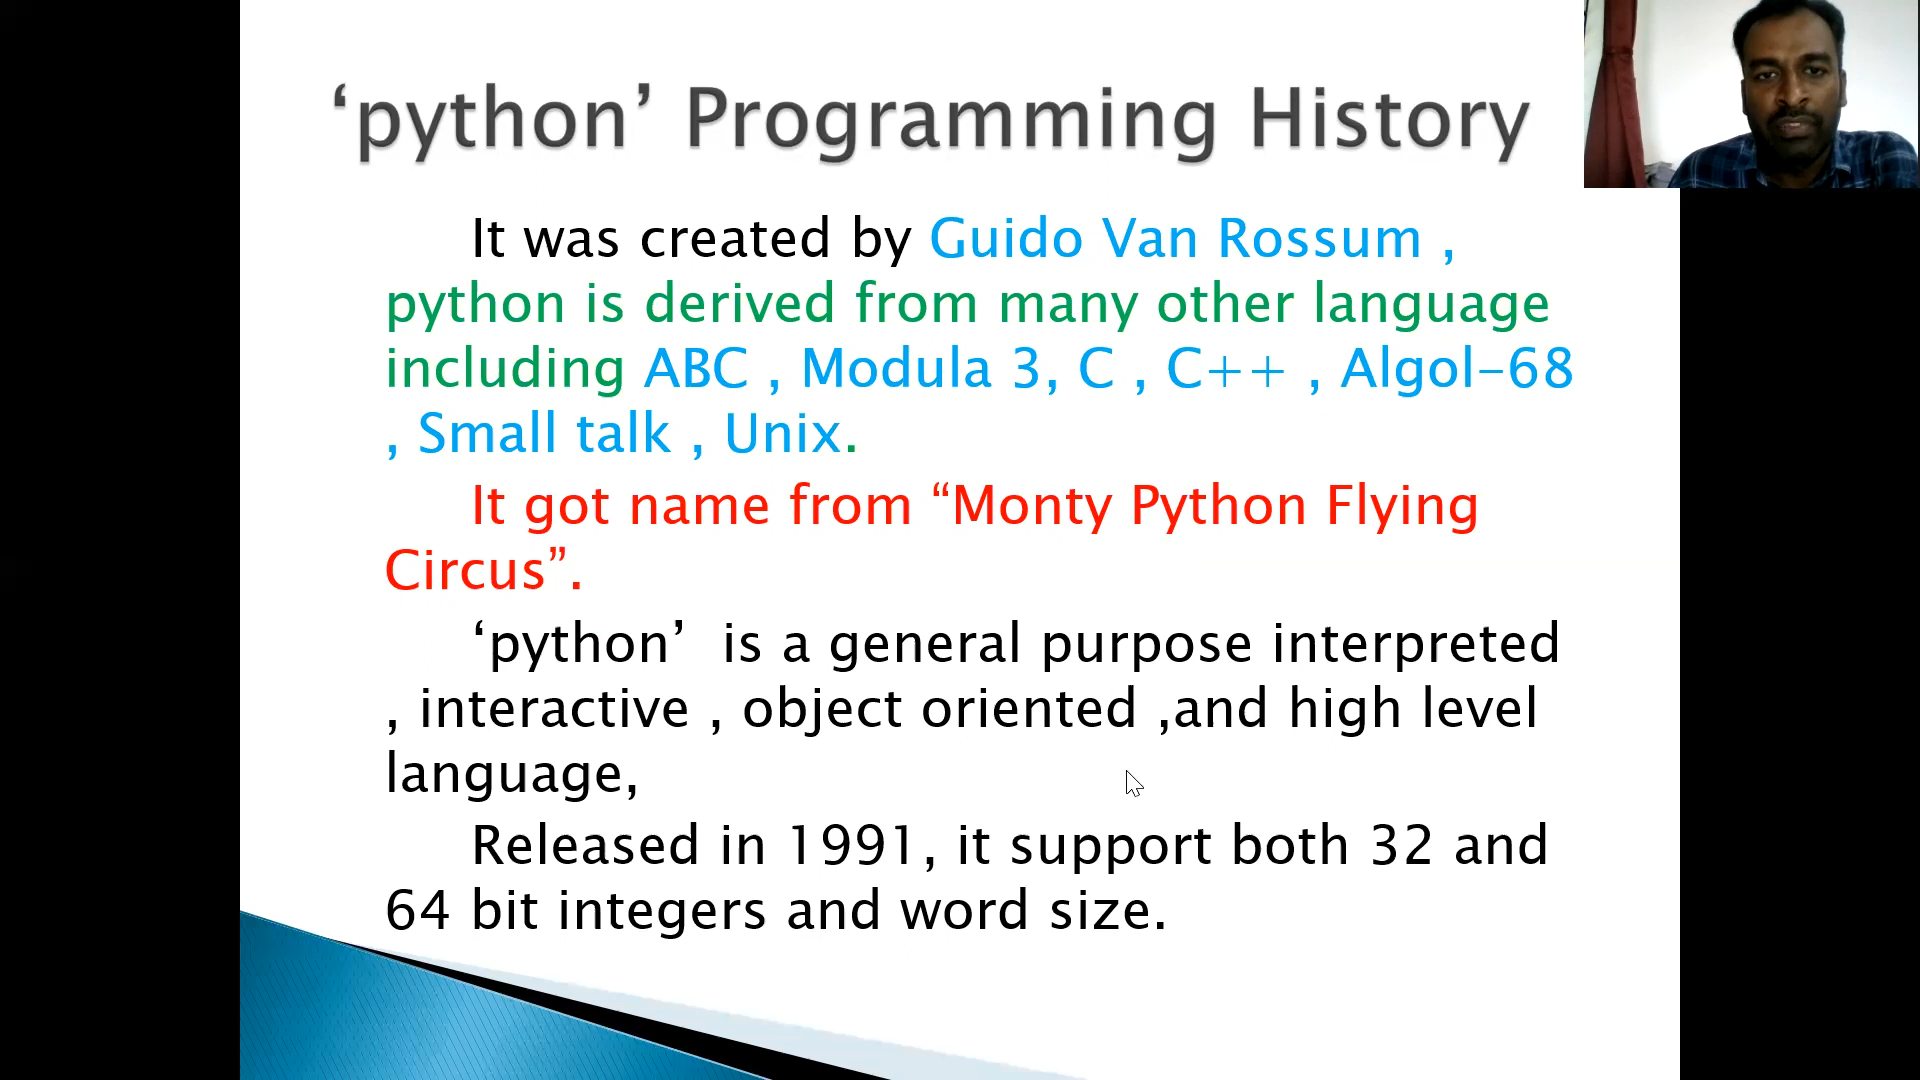 ‘python’ Programming History
It was created by Guido Van Rossum ,
python is derived from many other language
including ABC , Modula 3, C , C++ , Algol-68
, Small talk , Unix.
It got name from “Monty Python Flying
Circus”.
‘python’ is a general purpose interpreted
, interactive , object oriented ,and high level
language,
Released in 1991, it support both 32 and
64 bit integers and word size.